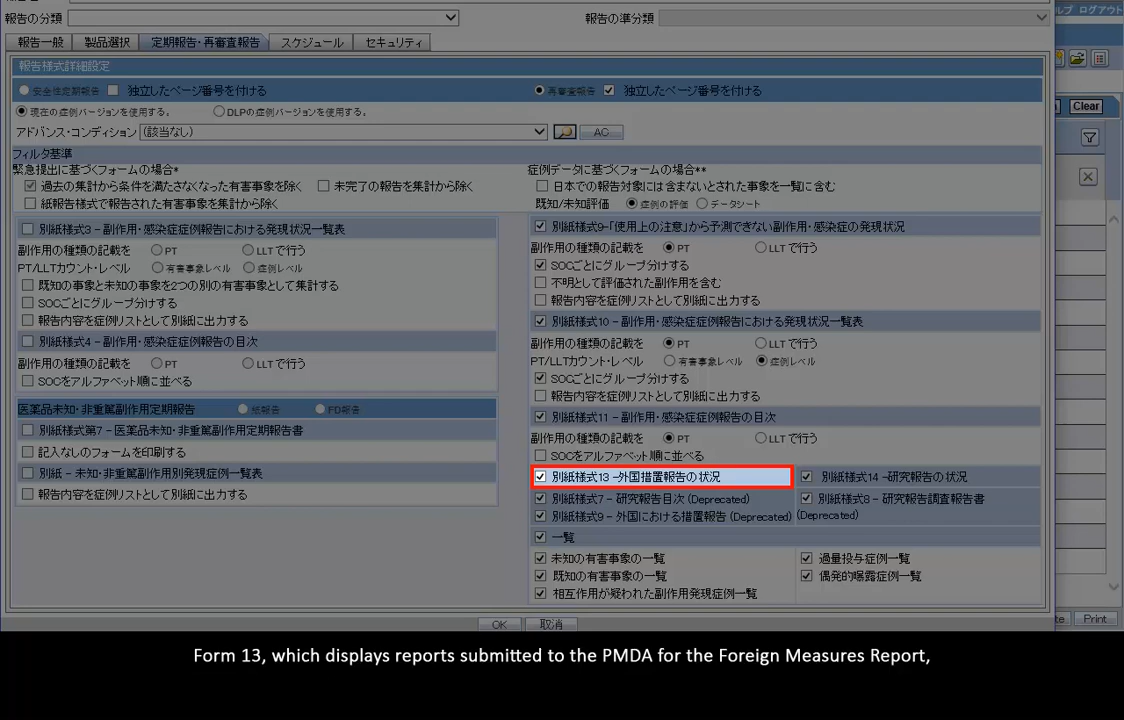 報告の分類
報告の準分類
ルプ ログアウト
報告一般 製品選択 定期報告・再審査報告 スケジュール セキュリティ
報告様式詳細設定
安全性定期報告 独立したページ番号を付ける
再審査報告 独立したページ番号を付ける
Clear
現在の症例バージョンを使用する。 DLPの症例バージョンを使用する。
アドバンス・コンディション (該当なし) AC
フィルタ基準
緊急提出に基づくフォームの場合*
過去の集計から条件を満たさなくなった有害事象を除く 未完了の報告を集計から除く
紙報告様式で報告された有害事象を集計から除く
症例データに基づくフォームの場合**
日本での報告対象には含まないとされた事象を一覧に含む
既知/未知評価 症例の評価 データシート
別紙様式3 - 副作用・感染症症例報告における発現状況一覧表
副作用の種類の記載を PT LLTで行う
PT/LLTカウント・レベル 有害事象レベル 症例レベル
既知の事象と未知の事象を2つの別の有害事象として集計する
SOCごとにグループ分けする
報告内容を症例リストとして別紙に出力する
別紙様式4 - 副作用・感染症症例報告の目次
副作用の種類の記載を PT LLTで行う
SOCをアルファベット順に並べる
医薬品未知・非重篤副作用定期報告 紙報告 FD報告
別紙様式第7 - 医薬品未知・非重篤副作用定期報告書
記入なしのフォームを印刷する
別紙 - 未知・非重篤副作用別発現症例一覧表
報告内容を症例リストとして別紙に出力する
別紙様式9-「使用上の注意」から予測できない副作用・感染症の発現状況
副作用の種類の記載を PT LLTで行う
SOCごとにグループ分けする
不明として評価された副作用を含む
報告内容を症例リストとして別紙に出力する
別紙様式10 - 副作用・感染症症例報告における発現状況一覧表
副作用の種類の記載を PT LLTで行う
PT/LLTカウント・レベル 有害事象レベル 症例レベル
SOCごとにグループ分けする
報告内容を症例リストとして別紙に出力する
別紙様式11 - 副作用・感染症症例報告の目次
副作用の種類の記載を PT LLTで行う
SOCをアルファベット順に並べる
別紙様式13 -外国措置報告の状況 別紙様式14 -研究報告の状況
別紙様式7 - 研究報告目次 (Deprecated) 別紙様式8 - 研究報告調査報告書
別紙様式9 - 外国における措置報告 (Deprecated) (Deprecated)
一覧
未知の有害事象の一覧 過量投与症例一覧
既知の有害事象の一覧 偶発的曝露症例一覧
相互作用が疑われた副作用発現症例一覧
OK 取消
te Print
Form 13, which displays reports submitted to the PMDA for the Foreign Measures Report,